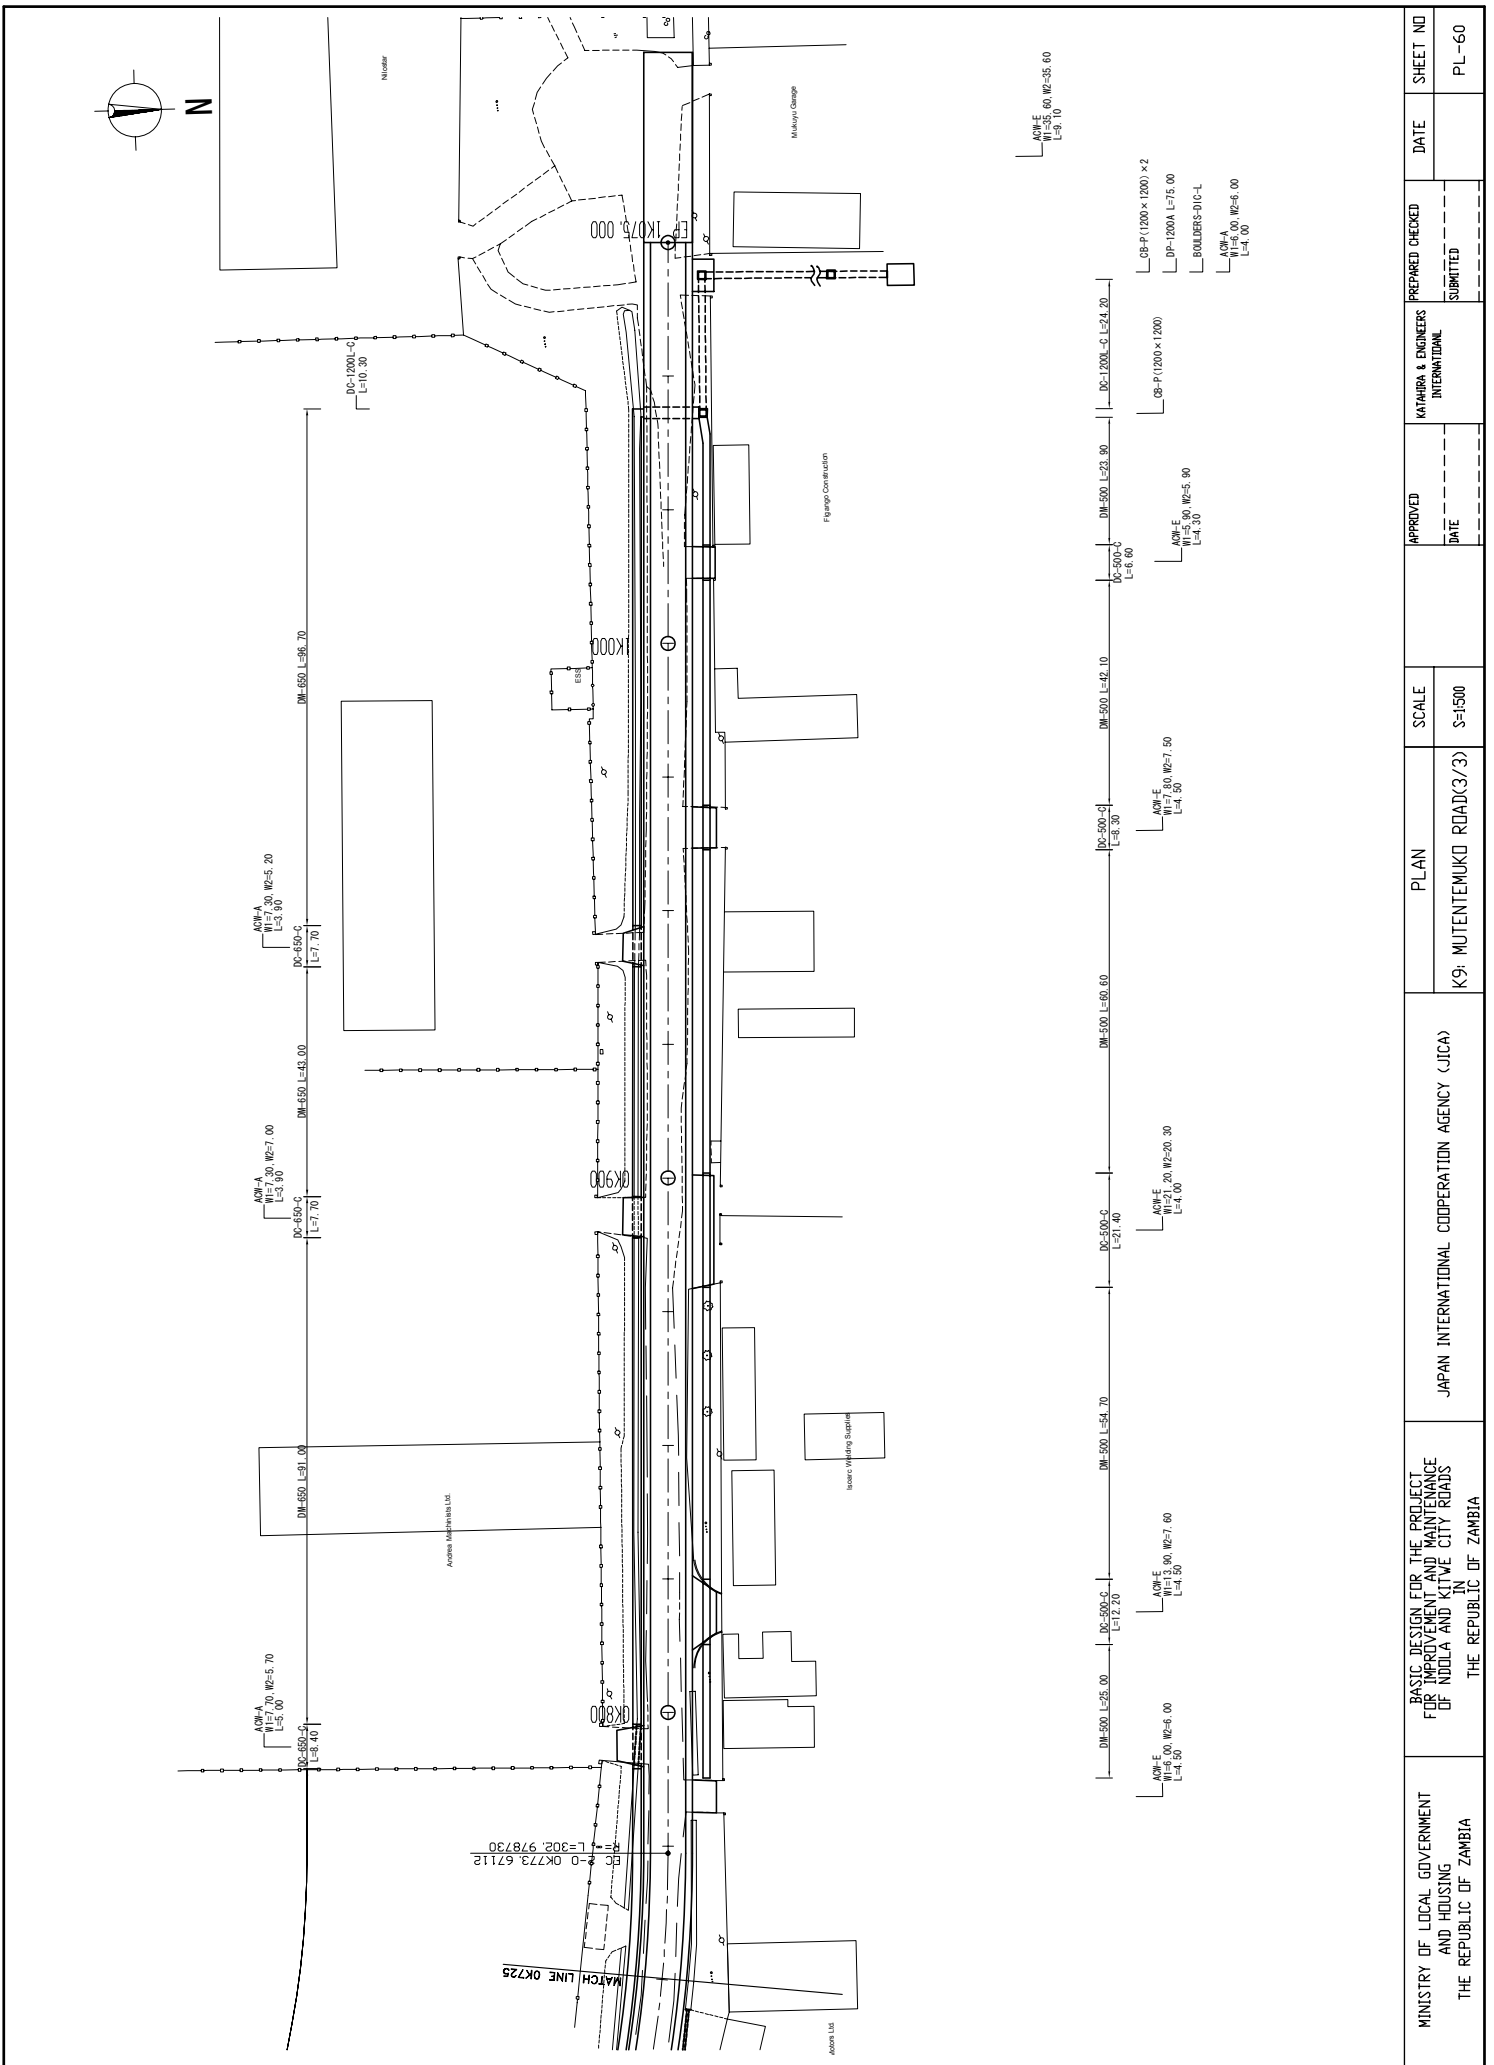 N
Nilostar
Mukuyu Garage
EP 1K075.000
ACW-E
W1=35.60, W2=35.60
L=9.10
CB-P(1200×1200)×2
DP-1200A L=75.00
BOULDERS-DIC-L
ACW-A
W1=6.00, W2=6.00
L=4.00
DC-1200L-C
L=10.30
DC-1200L-C L=24.20
CB-P(1200×1200)
DM-500 L=23.90
Figango Construction
ACW-E
W1=5.90, W2=5.90
L=4.30
DC-500-C
L=6.60
DM-650 L=96.70
1K000
ESS
DM-500 L=42.10
ACW-E
W1=7.80, W2=7.50
L=4.50
DC-500-C
L=8.30
ACW-A
W1=7.30, W2=5.20
L=3.90
DC-650-C
L=7.70
DM-650 L=43.00
DM-500 L=60.60
ACW-A
W1=7.30, W2=7.00
L=3.90
DC-650-C
L=7.70
0K900
ACW-E
W1=21.20, W2=20.30
L=4.00
DC-500-C
L=21.40
DM-650 L=91.00
Andrea Machinists Ltd.
Isoarc Welding Supplies
DM-500 L=54.70
ACW-E
W1=13.90, W2=7.60
L=4.50
DC-500-C
L=12.20
ACW-A
W1=7.70, W2=5.70
L=5.00
DC-650-C
L=8.40
0K800
DM-500 L=25.00
ACW-E
W1=6.00, W2=6.00
L=4.50
EC 2-0 0K773.67112
R=∞ L=302.978730
MATCH LINE 0K725
Motors Ltd.
MINISTRY OF LOCAL GOVERNMENT
AND HOUSING
THE REPUBLIC OF ZAMBIA
BASIC DESIGN FOR THE PROJECT
FOR IMPROVEMENT AND MAINTENANCE
OF NDOLA AND KITWE CITY ROADS
IN
THE REPUBLIC OF ZAMBIA
JAPAN INTERNATIONAL COOPERATION AGENCY (JICA)
PLAN
K9: MUTENTEMUKO ROAD(3/3)
SCALE
S=1:500
APPROVED
DATE
KATAHIRA & ENGINEERS
INTERNATIOANL
PREPARED CHECKED
SUBMITTED
DATE
SHEET NO
PL-60